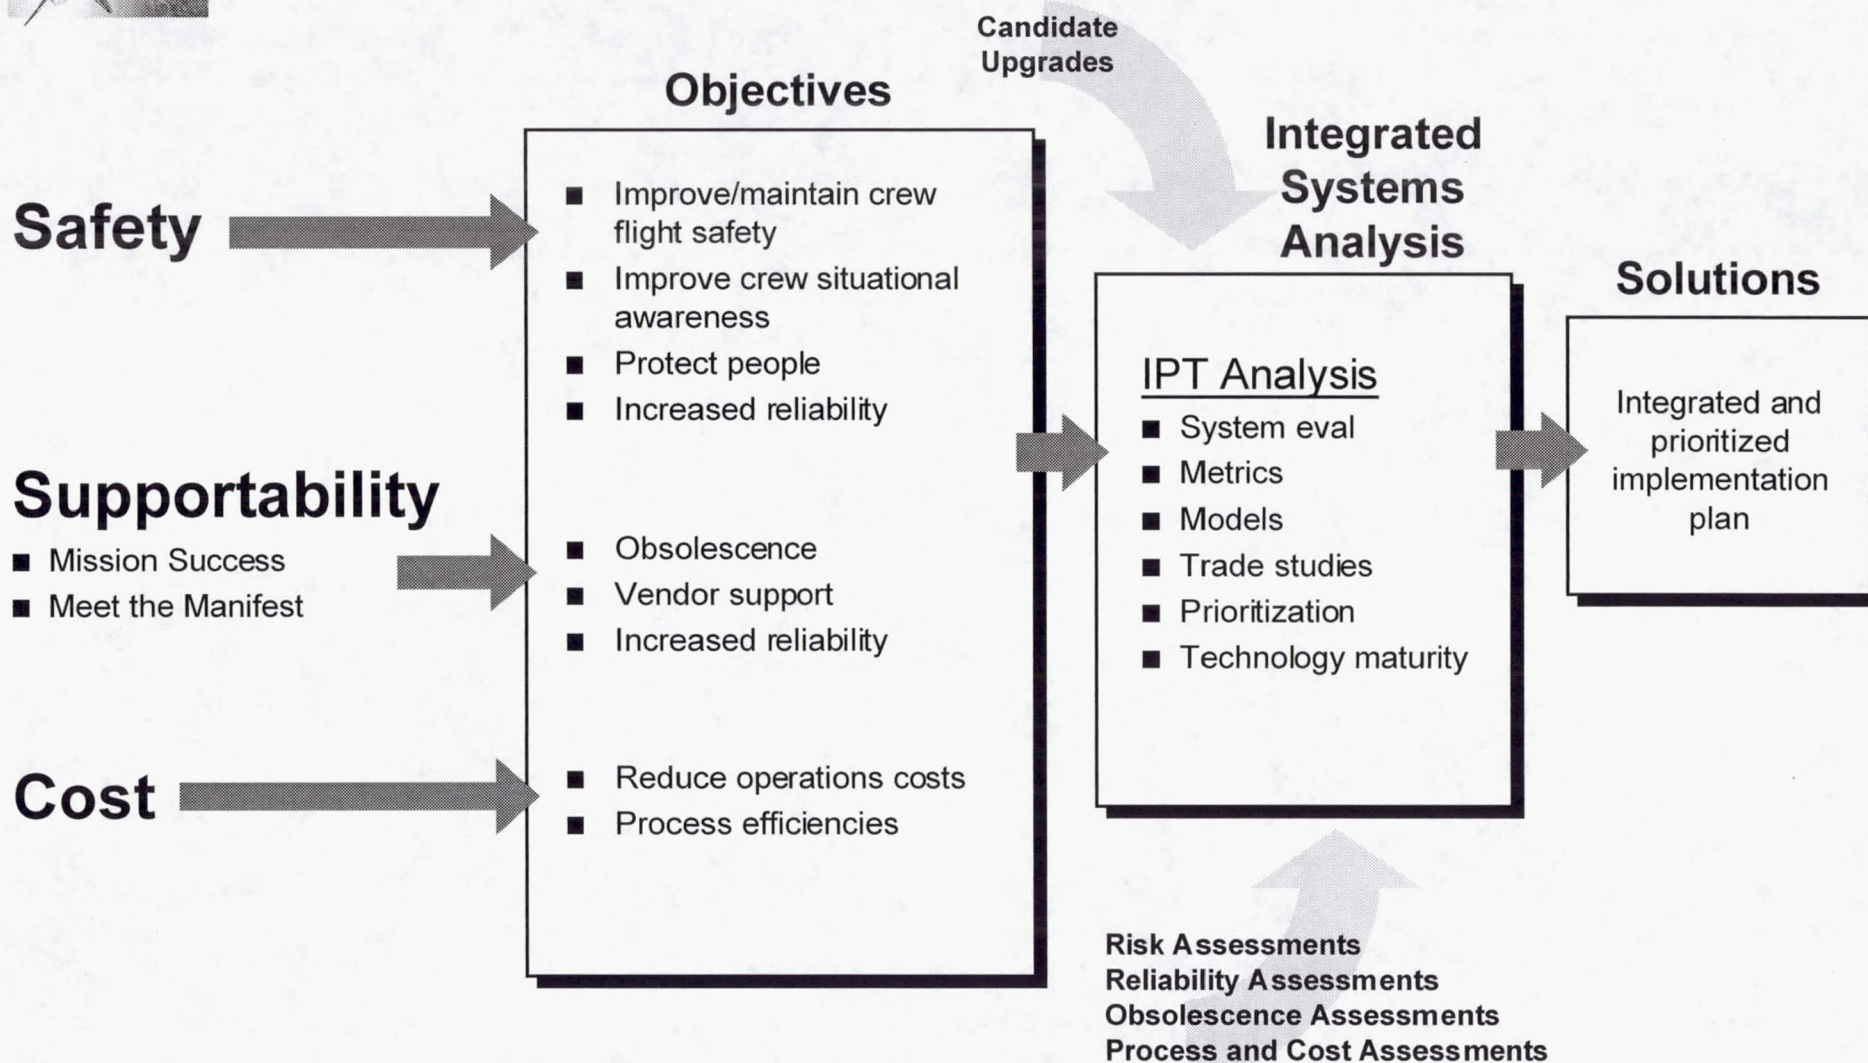 Candidate
Upgrades
Objectives
Integrated
Systems
Analysis
Solutions
Safety
■ Improve/maintain crew
flight safety
■ Improve crew situational
awareness
■ Protect people
■ Increased reliability
Supportability
■ Mission Success
■ Meet the Manifest
■ Obsolescence
■ Vendor support
■ Increased reliability
Cost
■ Reduce operations costs
■ Process efficiencies
IPT Analysis
■ System eval
■ Metrics
■ Models
■ Trade studies
■ Prioritization
■ Technology maturity
Integrated and
prioritized
implementation
plan
Risk Assessments
Reliability Assessments
Obsolescence Assessments
Process and Cost Assessments